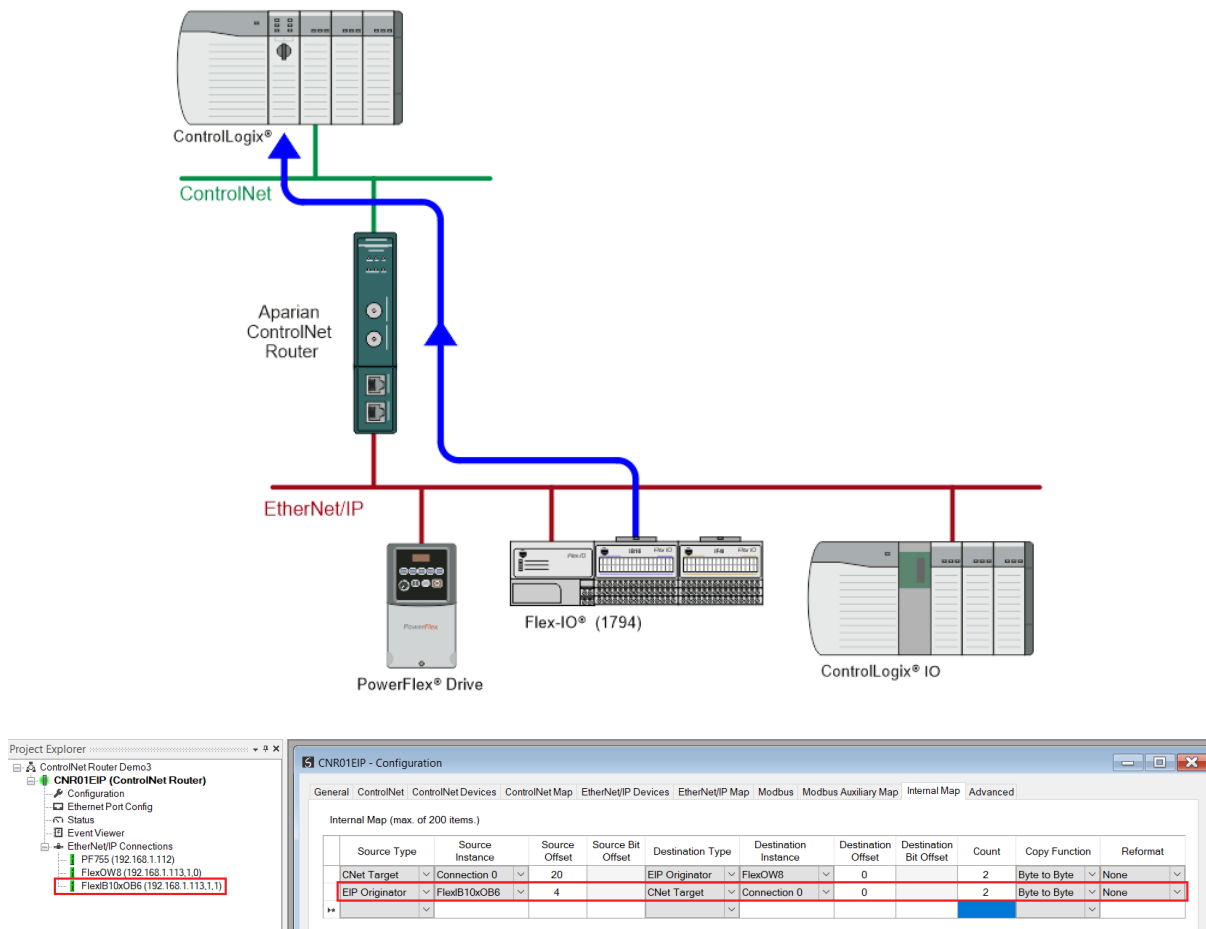 ControlLogix®
ControlNet
Aparian
ControlNet
Router
EtherNet/IP
PowerFlex
PowerFlex® Drive
Flex I/O
IB16 Flex I/O
Flex I/O
Flex-IO® (1794)
ControlLogix® IO
Project Explorer
ControlNet Router Demo3
CNR01EIP (ControlNet Router)
Configuration
Ethernet Port Config
Status
Event Viewer
EtherNet/IP Connections
PF755 (192.168.1.112)
FlexOW8 (192.168.1.113,1,0)
FlexIB10xOB6 (192.168.1.113,1,1)
CNR01EIP - Configuration
General ControlNet ControlNet Devices ControlNet Map EtherNet/IP Devices EtherNet/IP Map Modbus Modbus Auxiliary Map Internal Map Advanced
Internal Map (max. of 200 items.)
Source Type Source Instance Source Offset Source Bit Offset Destination Type Destination Instance Destination Offset Destination Bit Offset Count Copy Function Reformat
CNet Target Connection 0 20 EIP Originator FlexOW8 0 2 Byte to Byte None
EIP Originator FlexIB10xOB6 4 CNet Target Connection 0 0 2 Byte to Byte None